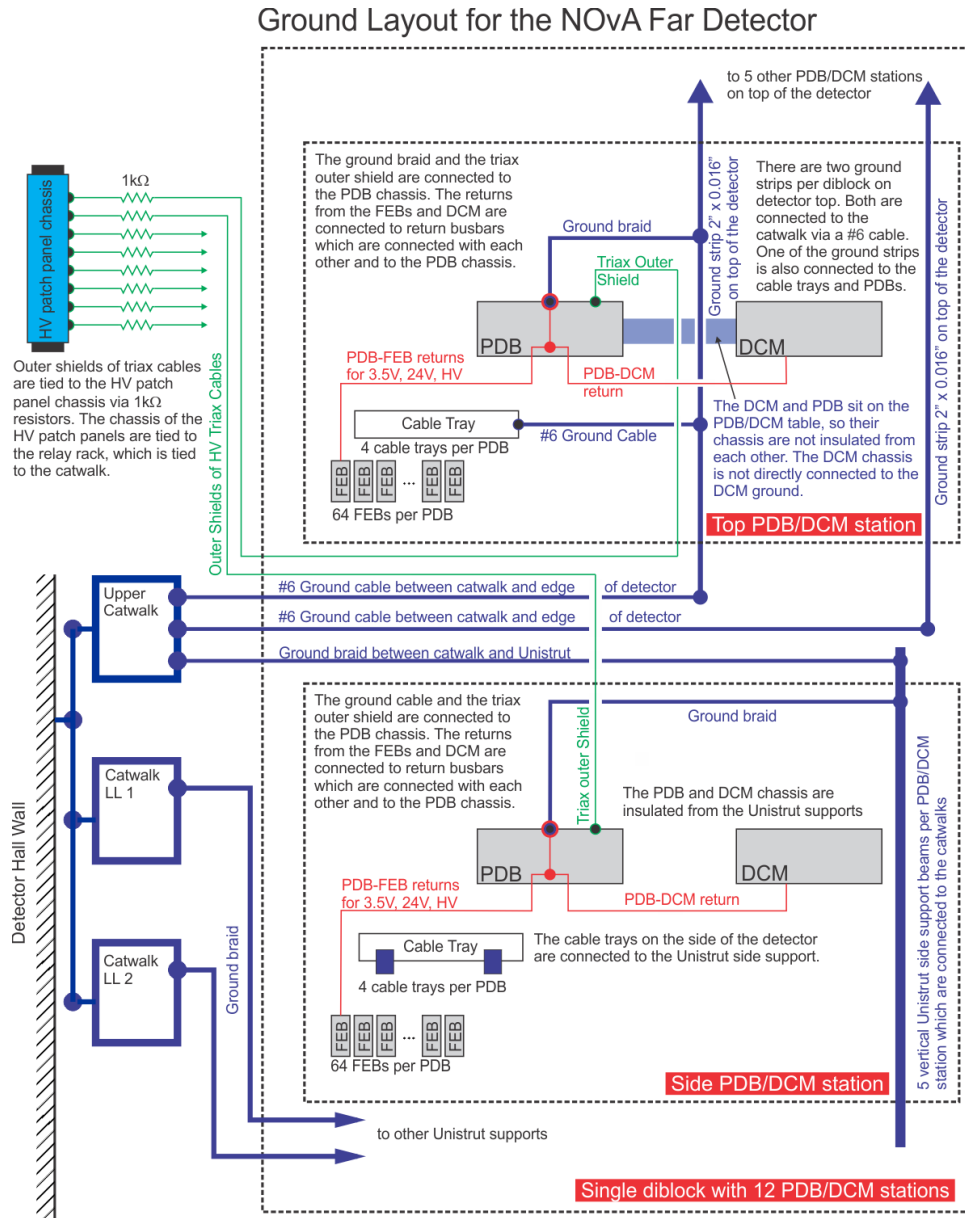 Ground Layout for the NOvA Far Detector
to 5 other PDB/DCM stations
on top of the detector
HV patch panel chassis
1kΩ
Outer shields of triax cables
are tied to the HV patch
panel chassis via 1kΩ
resistors. The chassis of the
HV patch panels are tied to
the relay rack, which is tied
to the catwalk.
Outer Shields of HV Triax Cables
The ground braid and the triax
outer shield are connected to
the PDB chassis. The returns
from the FEBs and DCM are
connected to return busbars
which are connected with each
other and to the PDB chassis.
Ground braid
Triax Outer
Shield
Ground strip 2" x 0.016"
on top of the detector
There are two ground
strips per diblock on
detector top. Both are
connected to the
catwalk via a #6 cable.
One of the ground strips
is also connected to the
cable trays and PDBs.
Ground strip 2" x 0.016" on top of the detector
PDB
DCM
PDB-FEB returns
for 3.5V, 24V, HV
PDB-DCM
return
Cable Tray
4 cable trays per PDB
#6 Ground Cable
The DCM and PDB sit on the
PDB/DCM table, so their
chassis are not insulated from
each other. The DCM chassis
is not directly connected to the
DCM ground.
FEB FEB FEB ... FEB FEB
64 FEBs per PDB
Top PDB/DCM station
Detector Hall Wall
Upper
Catwalk
#6 Ground cable between catwalk and edge of detector
#6 Ground cable between catwalk and edge of detector
Ground braid between catwalk and Unistrut
Catwalk
LL 1
Catwalk
LL 2
Ground braid
The ground cable and the triax
outer shield are connected to
the PDB chassis. The returns
from the FEBs and DCM are
connected to return busbars
which are connected with each
other and to the PDB chassis.
Triax outer Shield
Ground braid
The PDB and DCM chassis are
insulated from the Unistrut supports
PDB
DCM
PDB-FEB returns
for 3.5V, 24V, HV
PDB-DCM return
Cable Tray
4 cable trays per PDB
The cable trays on the side of the detector
are connected to the Unistrut side support.
FEB FEB FEB ... FEB FEB
64 FEBs per PDB
5 vertical Unistrut side support beams per PDB/DCM
station which are connected to the catwalks
Side PDB/DCM station
to other Unistrut supports
Single diblock with 12 PDB/DCM stations